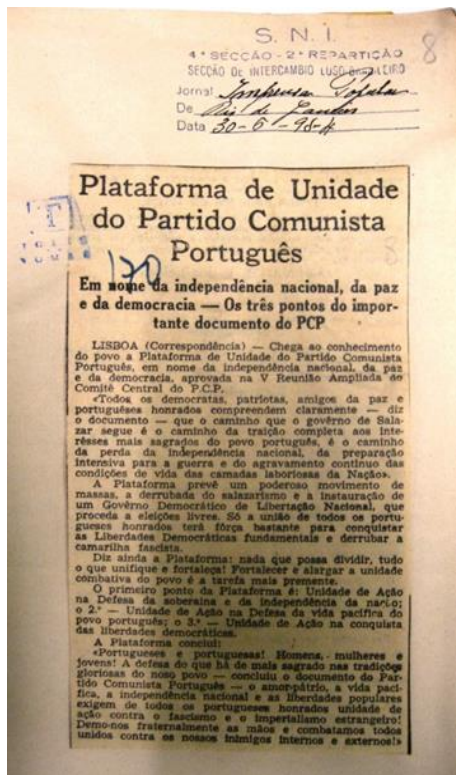 S. N. I.
4ª SECÇÃO - 2ª REPARTIÇÃO
SECÇÃO DE INTERCAMBIO LUSO-BRASILEIRO
8
Jornal Imprensa Popular
De Rio de Janeiro
Data 30-6-954
Plataforma de Unidade
do Partido Comunista
Português
170
Em nome da independência nacional, da paz
e da democracia — Os três pontos do impor-
tante documento do PCP
LISBOA (Correspondência) — Chega ao conhecimento
do povo a Plataforma de Unidade do Partido Comunista
Português, em nome da independência nacional, da paz
e da democracia, aprovada na V Reunião Ampliada do
Comitê Central do P.C.P.
«Todos os democratas, patriotas, amigos da paz e
portuguêses honrados compreendem claramente — diz
o documento — que o caminho que o govêrno de Sala-
zar segue é o caminho da traição completa aos inte-
rêsses mais sagrados do povo português, é o caminho
da perda da independência nacional, da preparação
intensiva para a guerra e do agravamento contínuo das
condições de vida das camadas laboriosas da Nação».
A Plataforma prevê um poderoso movimento de
massas, a derrubada do salazarismo e a instauração de
um Govêrno Democrático de Libertação Nacional, que
proceda a eleições livres. Só a união de todos os portu-
gueses honrados terá fôrça bastante para conquistar
as Liberdades Democráticas fundamentais e derrubar a
camarilha fascista.
Diz ainda a Plataforma: nada que possa dividir, tudo
o que unifique e fortaleça! Fortalecer e alargar a unidade
combativa do povo é a tarefa mais premente.
O primeiro ponto da Plataforma é: Unidade de Ação
na Defesa da soberaina e da independência da nação;
o 2.º — Unidade de Ação na Defesa da vida pacífica do
povo português; o 3.º — Unidade de Ação na conquista
das liberdades democráticas.
A Plataforma conclui:
«Portugueses e portuguesas! Homens, mulheres e
jovens! A defesa do que há de mais sagrado nas tradições
gloriosas do noso povo — concluiu o documento do Par-
tido Comunista Português — o amor-pátrio, a vida pací-
fica, a independência nacional e as liberdades populares
exigem de todos os portugueses honrados unidade de
ação contra o fascismo e o imperialismo estrangeiro!
Demo-nos fraternalmente as mãos e combatamos todos
unidos contra os nossos inimigos internos e externos!»